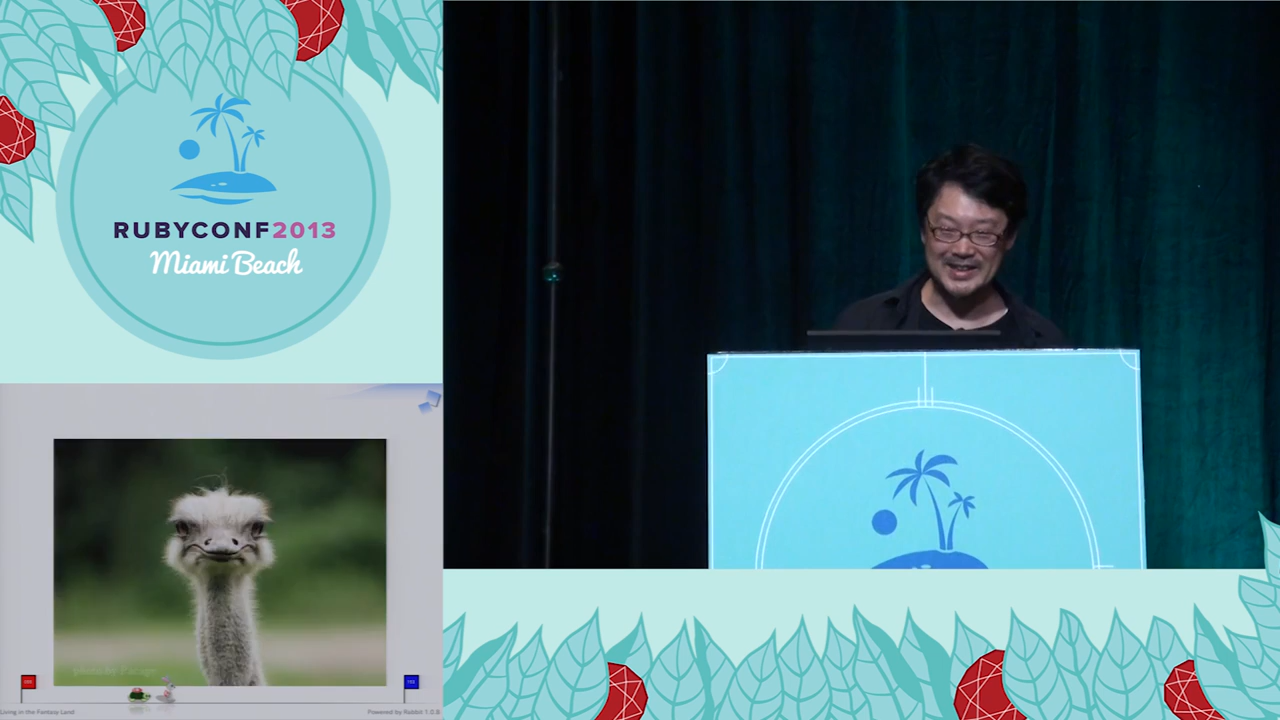 RUBYCONF2013
Miami Beach
Living in the Fantasy Land
Powered by Rabbit 1.0.8